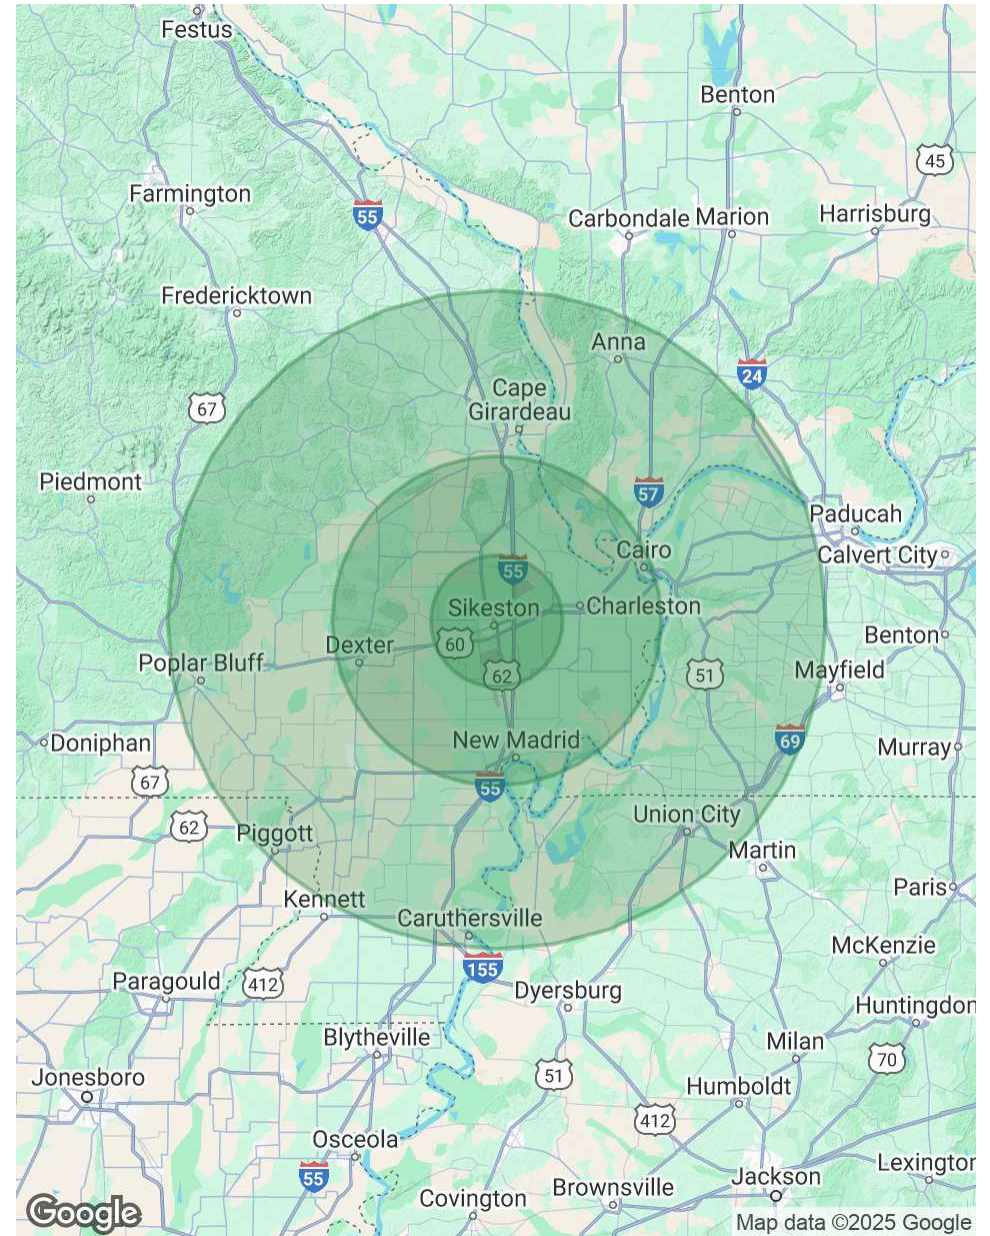 Festus
Benton
45
Farmington
55
Carbondale
Marion
Harrisburg
Fredericktown
Anna
24
67
Cape
Girardeau
Piedmont
57
Paducah
Cairo
Calvert City
55
Sikeston
Charleston
60
Dexter
Benton
Poplar Bluff
62
51
Mayfield
New Madrid
Doniphan
69
Murray
67
55
62
Piggott
Union City
Martin
Kennett
Paris
Caruthersville
McKenzie
155
Paragould
412
Dyersburg
Huntingdon
Blytheville
Milan
70
51
Jonesboro
Humboldt
412
Osceola
55
Jackson
Lexington
Covington
Brownsville
Google
Map data ©2025 Google